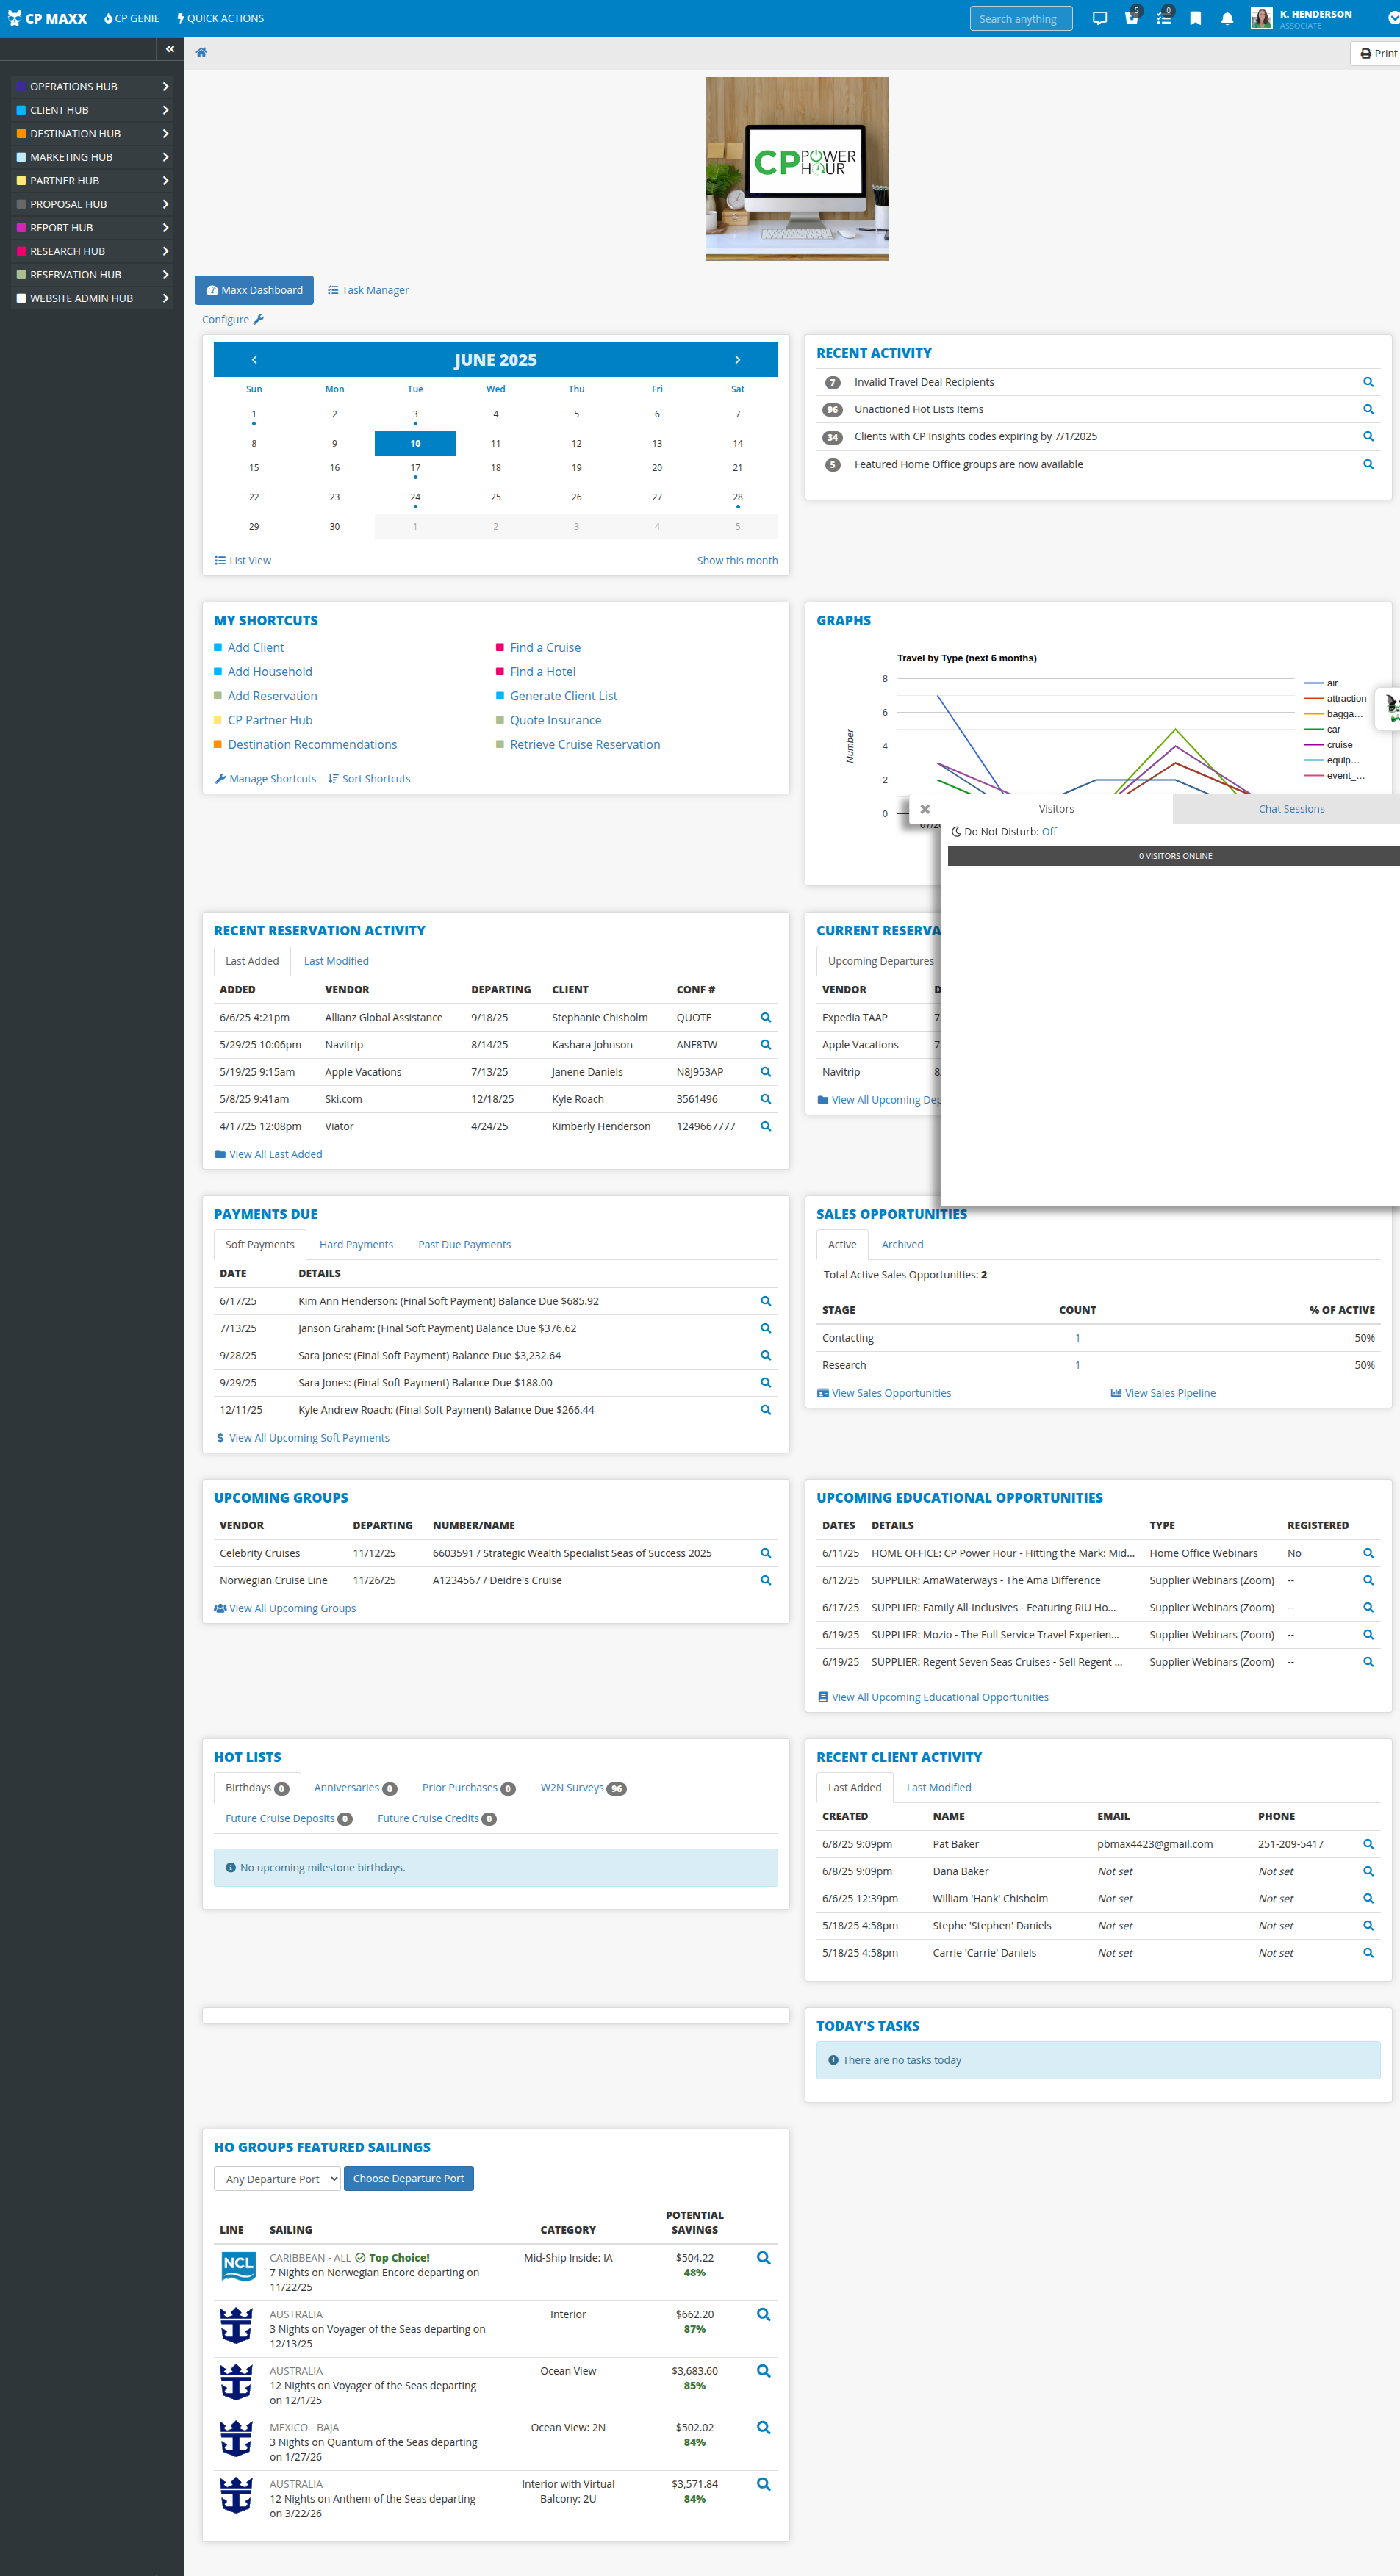 CP MAXX CP GENIE QUICK ACTIONS Search anything 5 0 K. HENDERSON
ASSOCIATE
Print
OPERATIONS HUB
CLIENT HUB
DESTINATION HUB
MARKETING HUB
PARTNER HUB
PROPOSAL HUB
REPORT HUB
RESEARCH HUB
RESERVATION HUB
WEBSITE ADMIN HUB
CP POWER
HOUR
Maxx Dashboard Task Manager
Configure
JUNE 2025
Sun Mon Tue Wed Thu Fri Sat
1 2 3 4 5 6 7
8 9 10 11 12 13 14
15 16 17 18 19 20 21
22 23 24 25 26 27 28
29 30 1 2 3 4 5
List View Show this month
RECENT ACTIVITY
7 Invalid Travel Deal Recipients
96 Unactioned Hot Lists Items
34 Clients with CP Insights codes expiring by 7/1/2025
5 Featured Home Office groups are now available
MY SHORTCUTS
Add Client Find a Cruise
Add Household Find a Hotel
Add Reservation Generate Client List
CP Partner Hub Quote Insurance
Destination Recommendations Retrieve Cruise Reservation
Manage Shortcuts Sort Shortcuts
GRAPHS
Travel by Type (next 6 months)
8
6
4
2
0
Number
air
attraction
bagga...
car
cruise
equip...
event_...
Visitors Chat Sessions
Do Not Disturb: Off
0 VISITORS ONLINE
RECENT RESERVATION ACTIVITY
Last Added Last Modified
ADDED VENDOR DEPARTING CLIENT CONF #
6/6/25 4:21pm Allianz Global Assistance 9/18/25 Stephanie Chisholm QUOTE
5/29/25 10:06pm Navitrip 8/14/25 Kashara Johnson ANF8TW
5/19/25 9:15am Apple Vacations 7/13/25 Janene Daniels N8J953AP
5/8/25 9:41am Ski.com 12/18/25 Kyle Roach 3561496
4/17/25 12:08pm Viator 4/24/25 Kimberly Henderson 1249667777
View All Last Added
CURRENT RESERVA
Upcoming Departures
VENDOR D
Expedia TAAP 7
Apple Vacations 7
Navitrip 8
View All Upcoming Dep
PAYMENTS DUE
Soft Payments Hard Payments Past Due Payments
DATE DETAILS
6/17/25 Kim Ann Henderson: (Final Soft Payment) Balance Due $685.92
7/13/25 Janson Graham: (Final Soft Payment) Balance Due $376.62
9/28/25 Sara Jones: (Final Soft Payment) Balance Due $3,232.64
9/29/25 Sara Jones: (Final Soft Payment) Balance Due $188.00
12/11/25 Kyle Andrew Roach: (Final Soft Payment) Balance Due $266.44
View All Upcoming Soft Payments
SALES OPPORTUNITIES
Active Archived
Total Active Sales Opportunities: 2
STAGE COUNT % OF ACTIVE
Contacting 1 50%
Research 1 50%
View Sales Opportunities View Sales Pipeline
UPCOMING GROUPS
VENDOR DEPARTING NUMBER/NAME
Celebrity Cruises 11/12/25 6603591 / Strategic Wealth Specialist Seas of Success 2025
Norwegian Cruise Line 11/26/25 A1234567 / Deidre's Cruise
View All Upcoming Groups
UPCOMING EDUCATIONAL OPPORTUNITIES
DATES DETAILS TYPE REGISTERED
6/11/25 HOME OFFICE: CP Power Hour - Hitting the Mark: Mid... Home Office Webinars No
6/12/25 SUPPLIER: AmaWaterways - The Ama Difference Supplier Webinars (Zoom) --
6/17/25 SUPPLIER: Family All-Inclusives - Featuring RIU Ho... Supplier Webinars (Zoom) --
6/19/25 SUPPLIER: Mozio - The Full Service Travel Experien... Supplier Webinars (Zoom) --
6/19/25 SUPPLIER: Regent Seven Seas Cruises - Sell Regent ... Supplier Webinars (Zoom) --
View All Upcoming Educational Opportunities
HOT LISTS
Birthdays 0 Anniversaries 0 Prior Purchases 0 W2N Surveys 96
Future Cruise Deposits 0 Future Cruise Credits 0
No upcoming milestone birthdays.
RECENT CLIENT ACTIVITY
Last Added Last Modified
CREATED NAME EMAIL PHONE
6/8/25 9:09pm Pat Baker pbmax4423@gmail.com 251-209-5417
6/8/25 9:09pm Dana Baker Not set Not set
6/6/25 12:39pm William 'Hank' Chisholm Not set Not set
5/18/25 4:58pm Stephe 'Stephen' Daniels Not set Not set
5/18/25 4:58pm Carrie 'Carrie' Daniels Not set Not set
TODAY'S TASKS
There are no tasks today
HO GROUPS FEATURED SAILINGS
Any Departure Port Choose Departure Port
LINE SAILING CATEGORY POTENTIAL SAVINGS
NCL CARIBBEAN - ALL Top Choice! Mid-Ship Inside: IA $504.22
7 Nights on Norwegian Encore departing on 48%
11/22/25
AUSTRALIA Interior $662.20
3 Nights on Voyager of the Seas departing on 87%
12/13/25
AUSTRALIA Ocean View $3,683.60
12 Nights on Voyager of the Seas departing 85%
on 12/1/25
MEXICO - BAJA Ocean View: 2N $502.02
3 Nights on Quantum of the Seas departing 84%
on 1/27/26
AUSTRALIA Interior with Virtual $3,571.84
12 Nights on Anthem of the Seas departing Balcony: 2U 84%
on 3/22/26